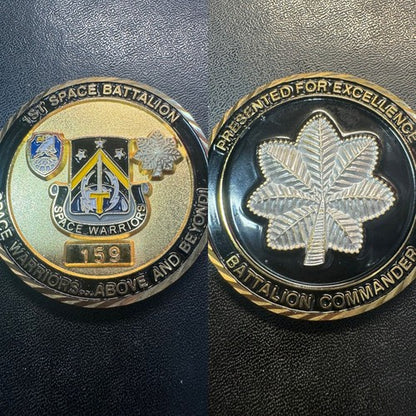 1ST SPACE BATTALION
SPACE WARRIORS
159
SPACE WARRIORS... ABOVE AND BEYOND!
PRESENTED FOR EXCELLENCE
BATTALION COMMANDER